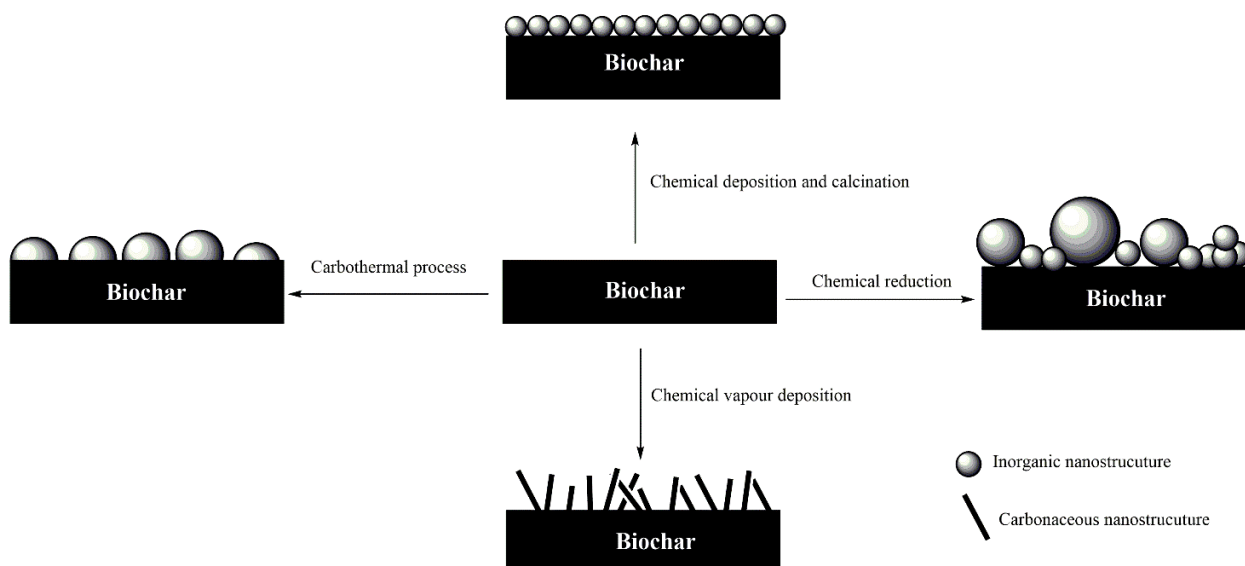 Biochar
Chemical deposition and calcination
Carbothermal process
Biochar
Biochar
Chemical reduction
Biochar
Chemical vapour deposition
Biochar
Inorganic nanostrucuture
Carbonaceous nanostrucuture